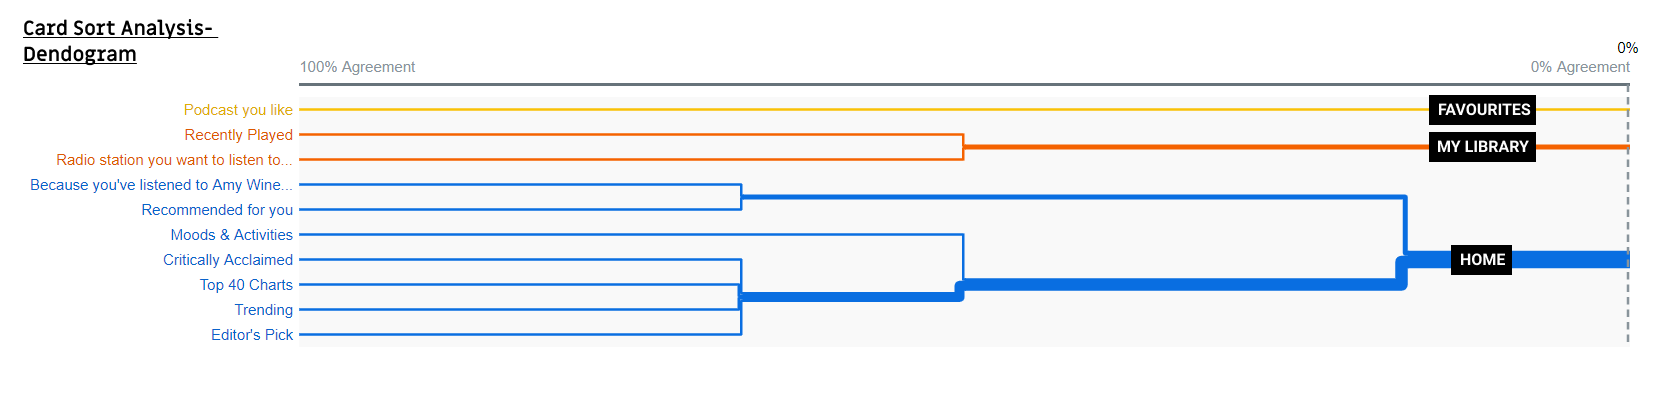 Card Sort Analysis-
Dendogram
0%
100% Agreement
0% Agreement
Podcast you like
FAVOURITES
Recently Played
MY LIBRARY
Radio station you want to listen to...
Because you've listened to Amy Wine...
Recommended for you
Moods & Activities
Critically Acclaimed
HOME
Top 40 Charts
Trending
Editor's Pick